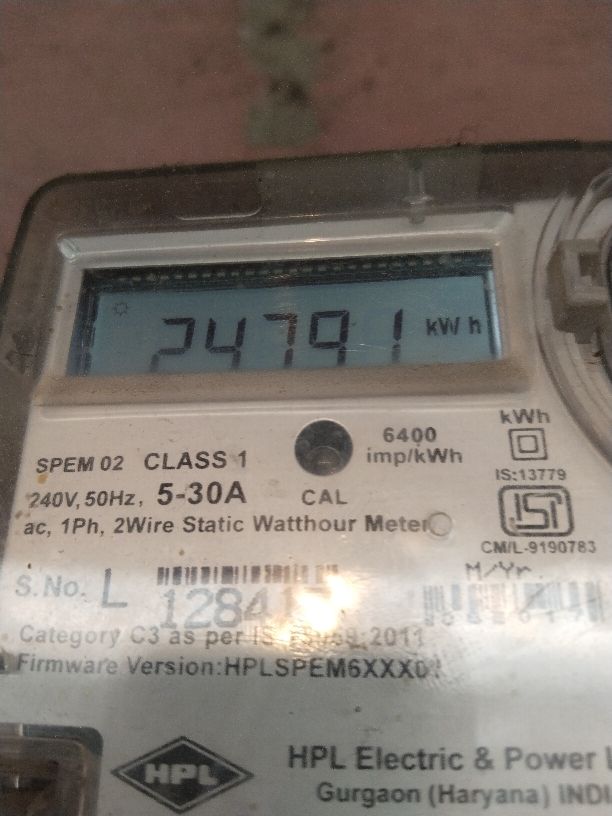 24791 kWh
6400
imp/kWh
kWh
SPEM 02 CLASS 1
IS:13779
240V, 50Hz, 5-30A
CAL
ISI
ac, 1Ph, 2Wire Static Watthour Meter
CM/L-9190783
M/Yr.
S.No. L
Category C3 as per IS
Firmware Version:HPLSPEM6XXX01
HPL
HPL Electric & Power
Gurgaon (Haryana)